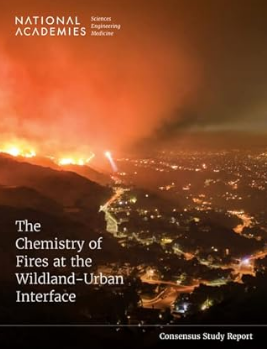 NATIONAL
ACADEMIES
Sciences
Engineering
Medicine
The
Chemistry of
Fires at the
Wildland–Urban
Interface
Consensus Study Report